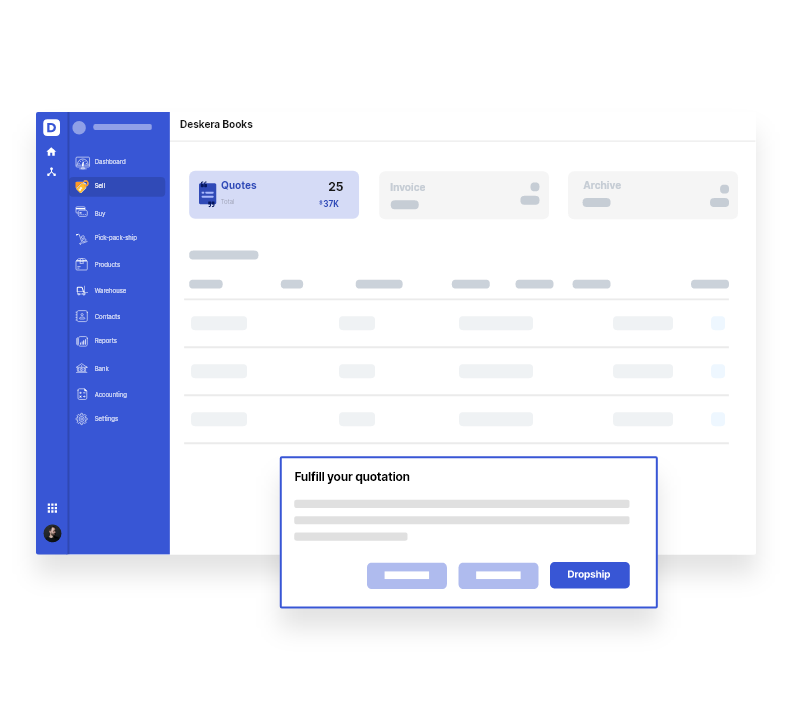 D
Deskera Books
Dashboard
Sell
Buy
Pick-pack-ship
Products
Warehouse
Contacts
Reports
Bank
Accounting
Settings
Quotes 25
Total 37K
Invoice
Archive
Fulfill your quotation
Dropship